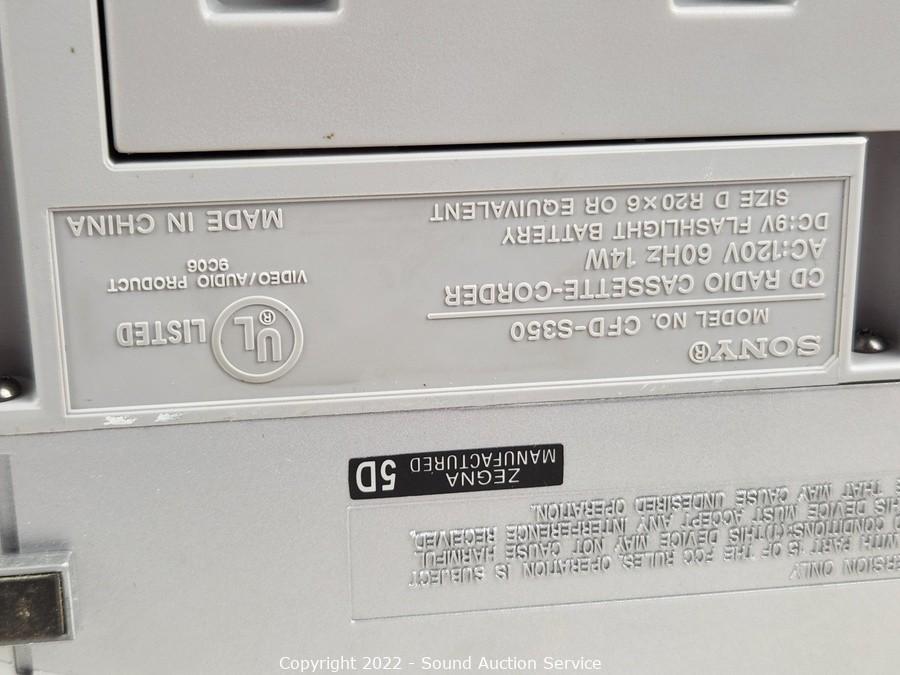 SONY®
MODEL NO. CFD-S350
CD RADIO CASSETTE-CORDER
AC:120V 60Hz 14W
DC:9V FLASHLIGHT BATTERY
SIZE D R20×6 OR EQUIVALENT
UL® LISTED
VIDEO/AUDIO PRODUCT
9C06
MADE IN CHINA
ERSION ONLY
WITH PART 15 OF THE FCC RULES. OPERATION IS SUBJECT
CONDITIONS:(1)THIS DEVICE MAY NOT CAUSE HARMFUL
THIS DEVICE MUST ACCEPT ANY INTERFERENCE RECEIVED,
THAT MAY CAUSE UNDESIRED OPERATION.
ZEGNA
MANUFACTURED 5D
Copyright 2022 - Sound Auction Service